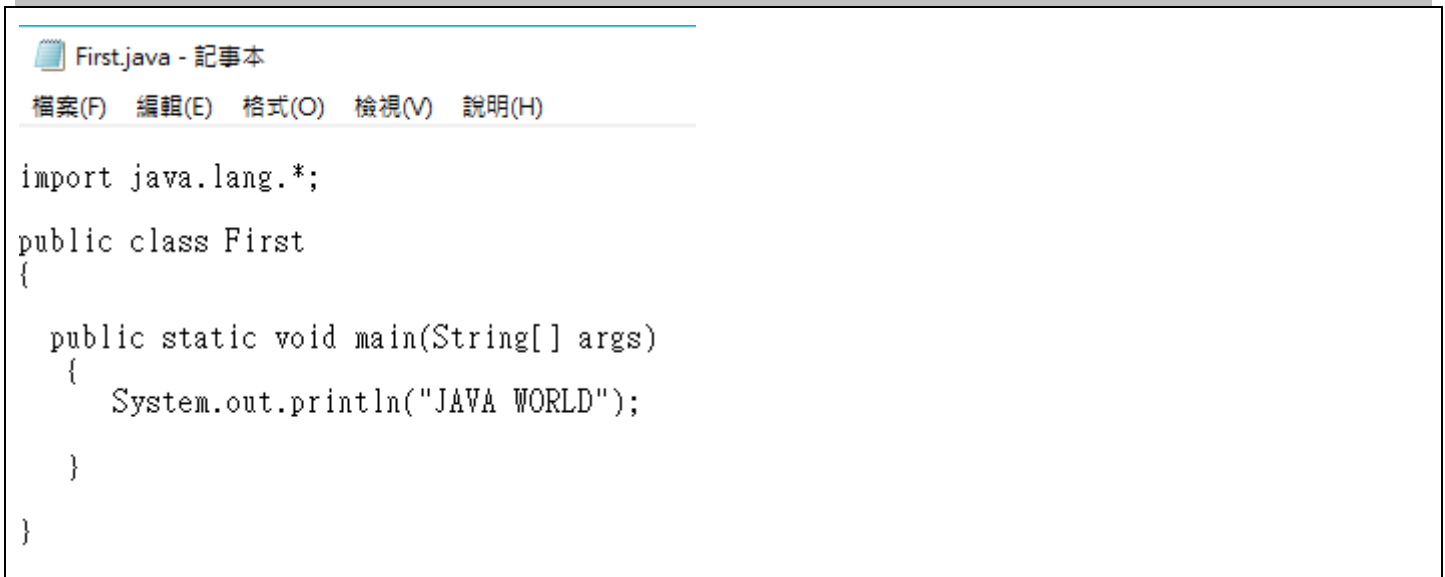 First.java - 記事本
檔案(F) 編輯(E) 格式(O) 檢視(V) 說明(H)
import java.lang.*;
public class First
{
public static void main(String[] args)
{
System.out.println("JAVA WORLD");
}
}